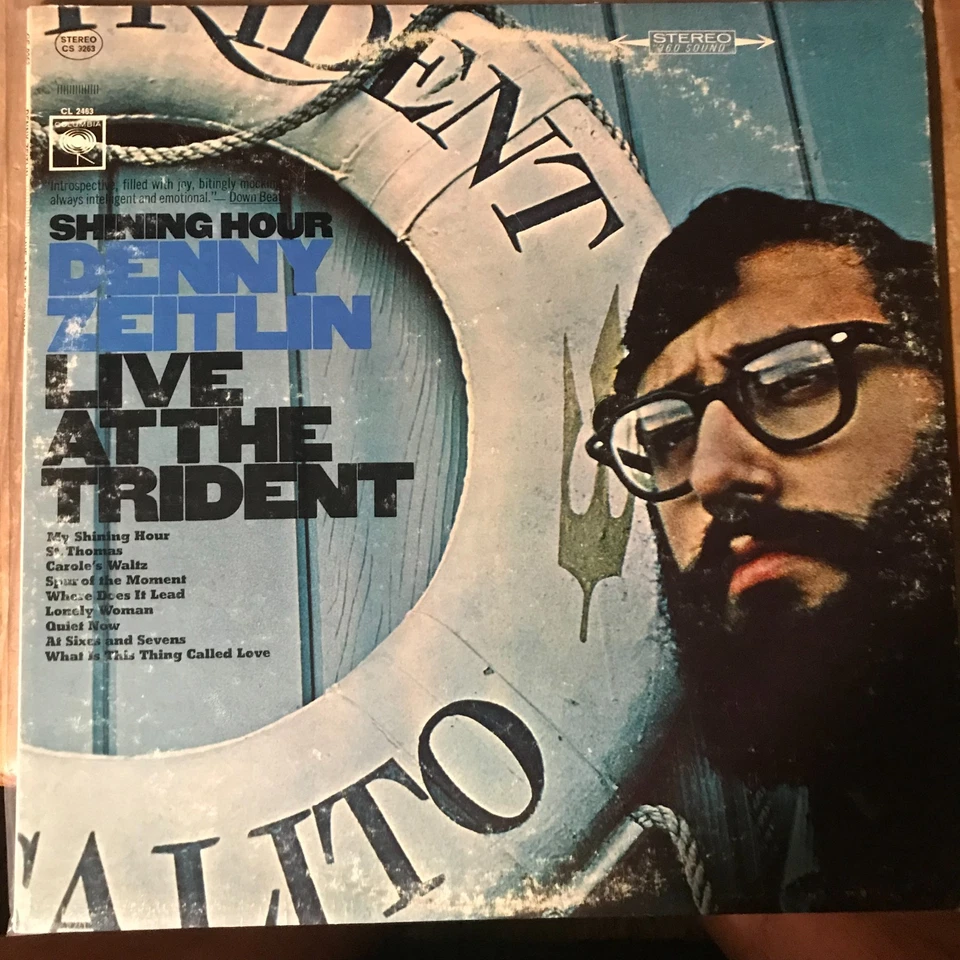 TRIDENT
STEREO
CS 3263
STEREO
360 SOUND
CL 2463
COLUMBIA
Introspective, filled with joy, bitingly mocking
always intelligent and emotional."— Down Beat
SHINING HOUR
DENNY
ZEITLIN
LIVE
AT THE
TRIDENT
My Shining Hour
St. Thomas
Carole's Waltz
Spur of the Moment
Where Does It Lead
Lonely Woman
Quiet Now
At Sixes and Sevens
What Is This Thing Called Love
ALITO